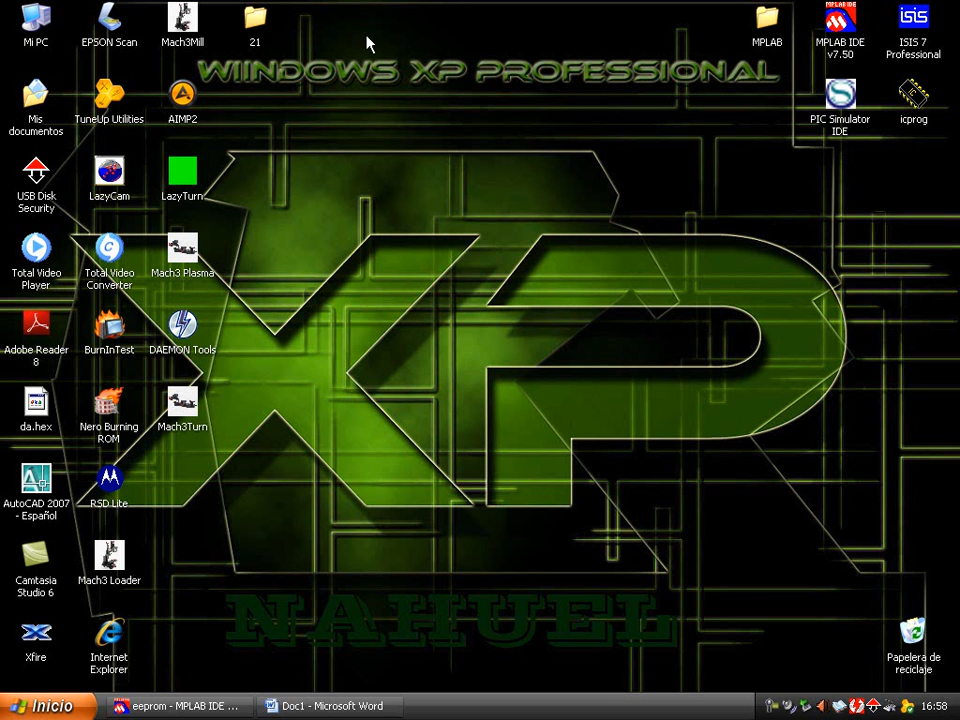 Mi PC
EPSON Scan
Mach3Mill
21
MPLAB
MPLAB IDE
v7.50
isis
ISIS 7
Professional
WIINDOWS XP PROFESSIONAL
Mis
documentos
TuneUp Utilities
AIMP2
PIC Simulator
IDE
icprog
USB Disk
Security
LazyCam
LazyTurn
Total Video
Player
Total Video
Converter
Mach3 Plasma
XP
Adobe Reader
8
BurnInTest
DAEMON Tools
da.hex
Nero Burning
ROM
Mach3Turn
AutoCAD 2007
- Español
RSD Lite
Camtasia
Studio 6
Mach3 Loader
NAHUEL
Xfire
Internet
Explorer
Papelera de
reciclaje
Inicio
eeprom - MPLAB IDE ...
Doc1 - Microsoft Word
16:58